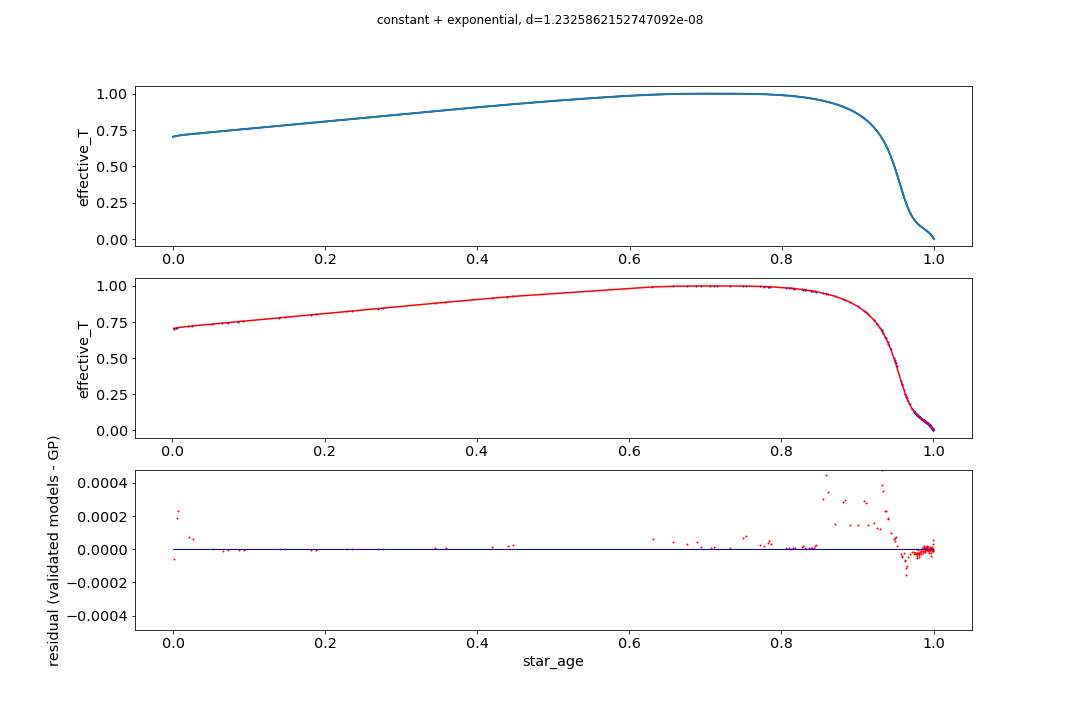 constant + exponential, d=1.2325862152747092e-08
1.00
0.75
0.50
0.25
0.00
effective_T
0.0 0.2 0.4 0.6 0.8 1.0
1.00
0.75
0.50
0.25
0.00
effective_T
0.0 0.2 0.4 0.6 0.8 1.0
0.0004
0.0002
0.0000
−0.0002
−0.0004
residual (validated models - GP)
0.0 0.2 0.4 0.6 0.8 1.0
star_age